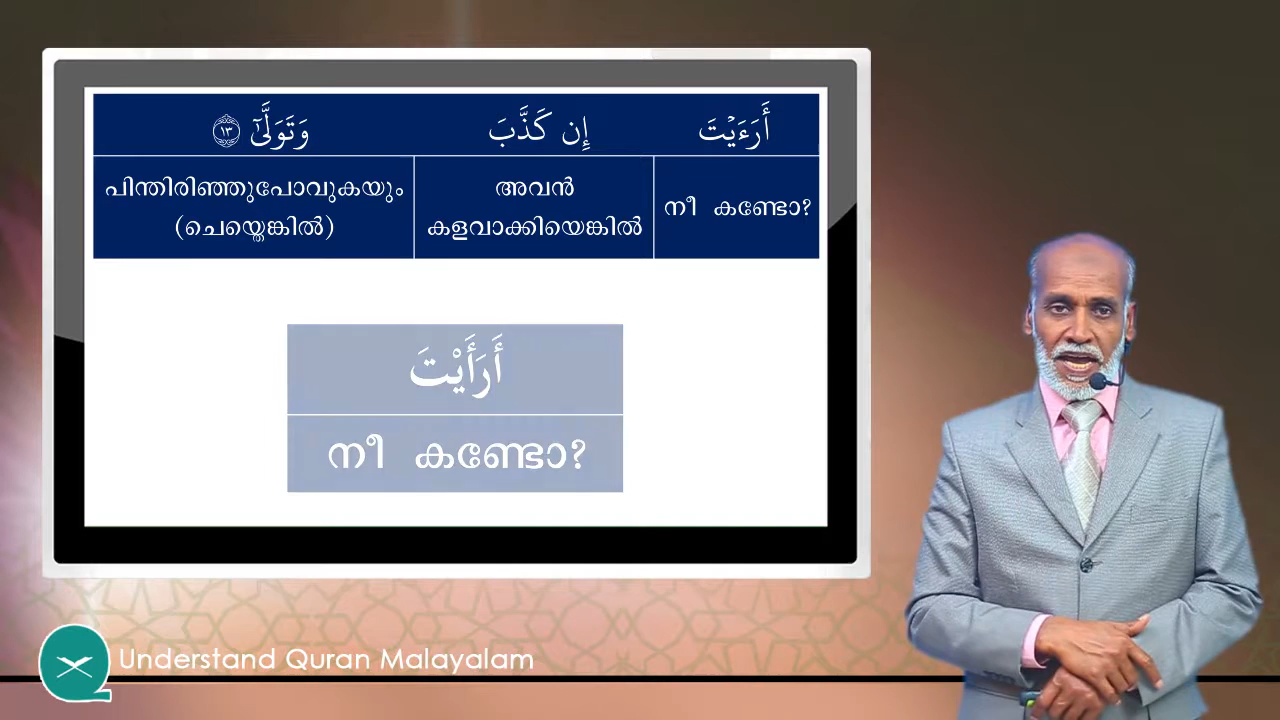 أَرَءَيْتَ إِن كَذَّبَ وَتَوَلَّىٰٓ ١٣
നീ കണ്ടോ?
അവൻ
കളവാക്കിയെങ്കിൽ
പിന്തിരിഞ്ഞുപോവുകയും
(ചെയ്തെങ്കിൽ)
أَرَأَيْتَ
നീ കണ്ടോ?
Understand Quran Malayalam